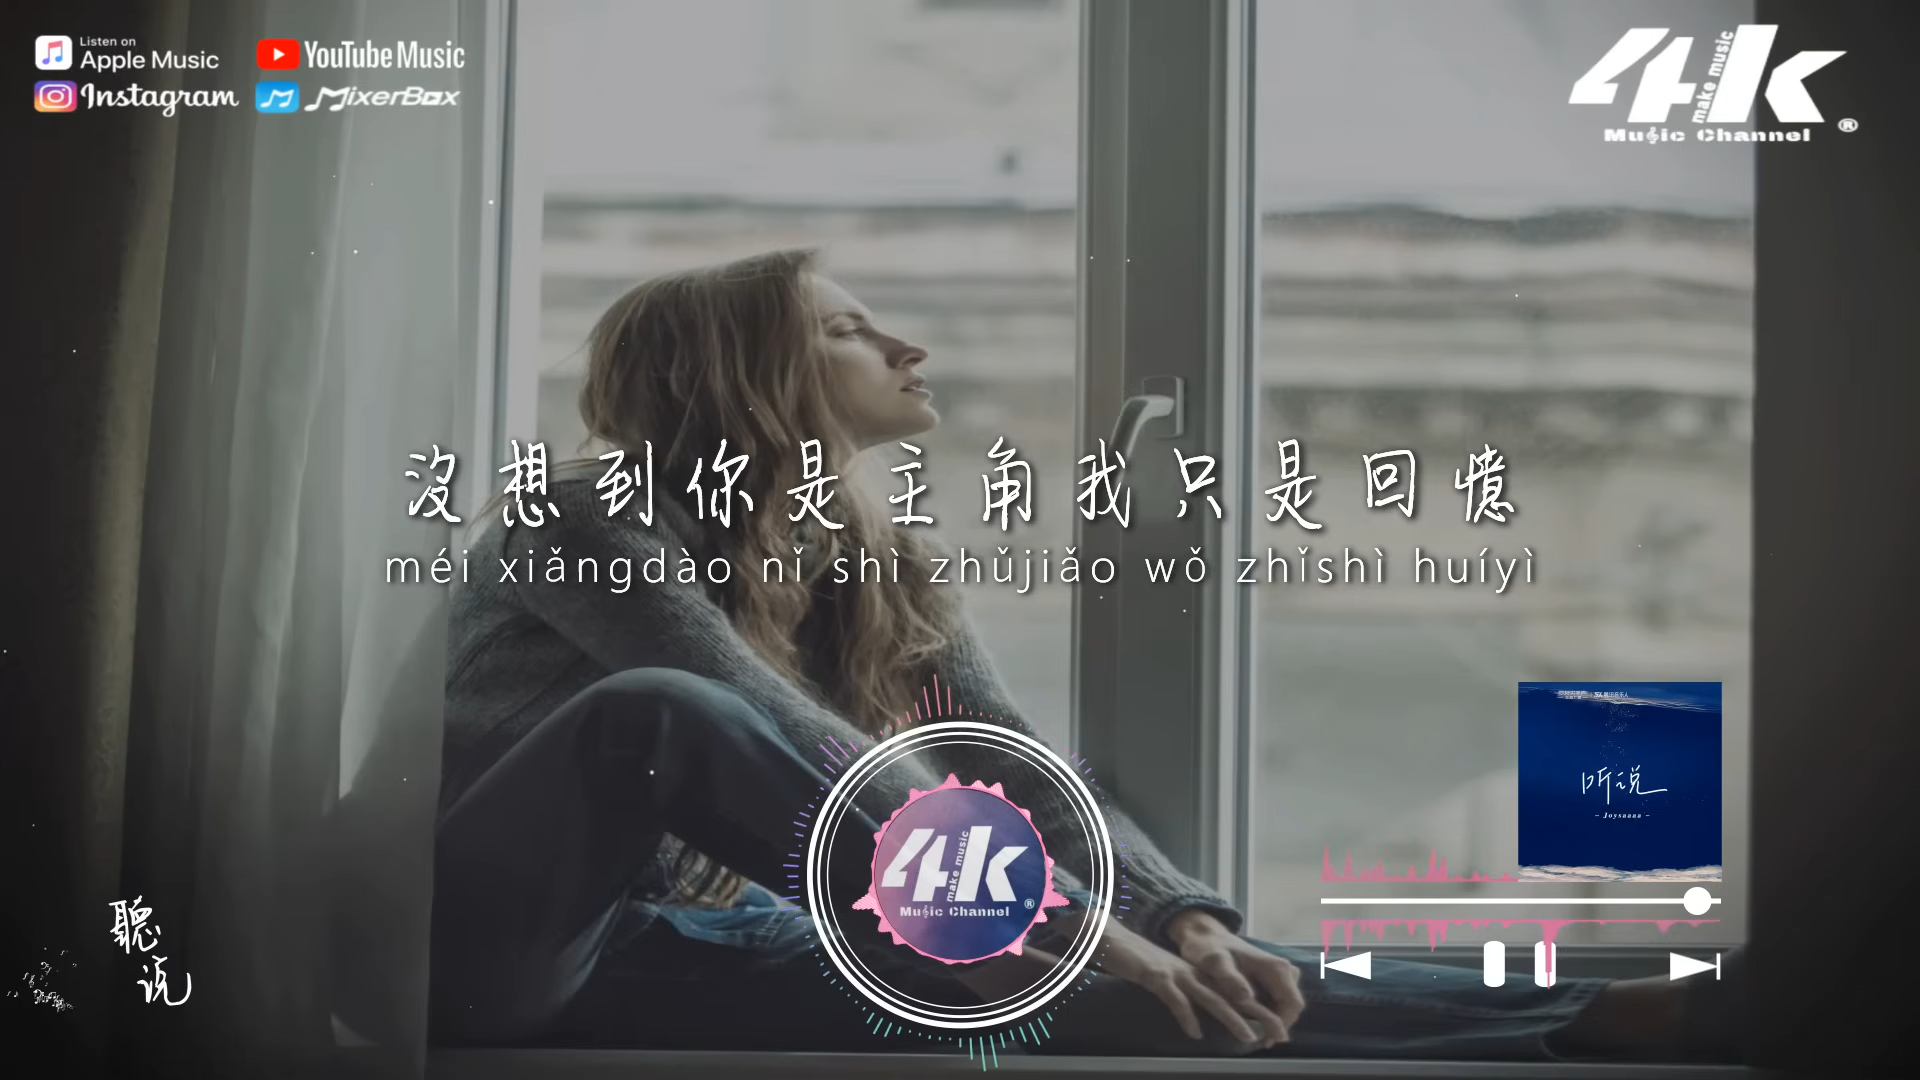 Listen on
Apple Music
YouTube Music
Instagram
MixerBox
4k
make music
Music Channel ®
沒想到你是主角我只是回憶
méi xiǎngdào nǐ shì zhǔjiǎo wǒ zhǐshì huíyì
听说
- Joysaaaa -
4k
make music
Music Channel ®
聽說